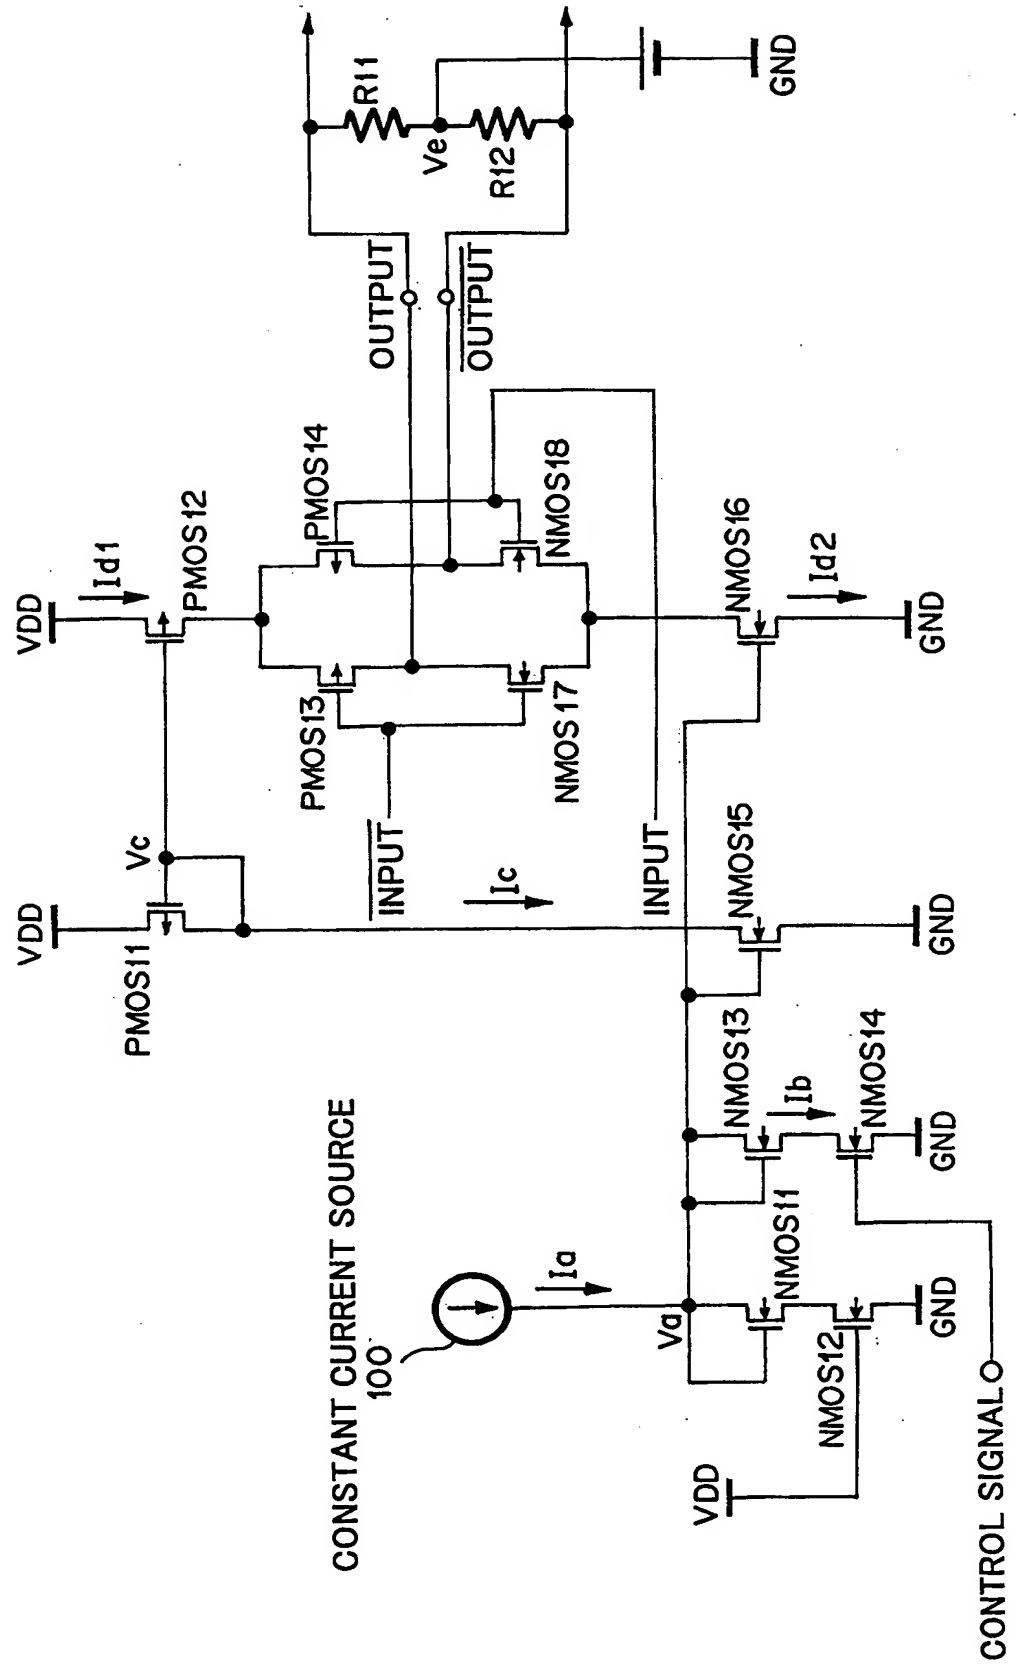 VDD
VDD
Id1
PMOS11
Vc
PMOS12
PMOS13
PMOS14
OUTPUT
OUTPUT
R11
Ve
R12
GND
CONSTANT CURRENT SOURCE
100
INPUT
Ic
NMOS17
NMOS18
Ia
INPUT
Va
VDD
NMOS12
NMOS11
NMOS13
Ib
NMOS14
NMOS15
NMOS16
Id2
GND
GND
GND
GND
CONTROL SIGNAL